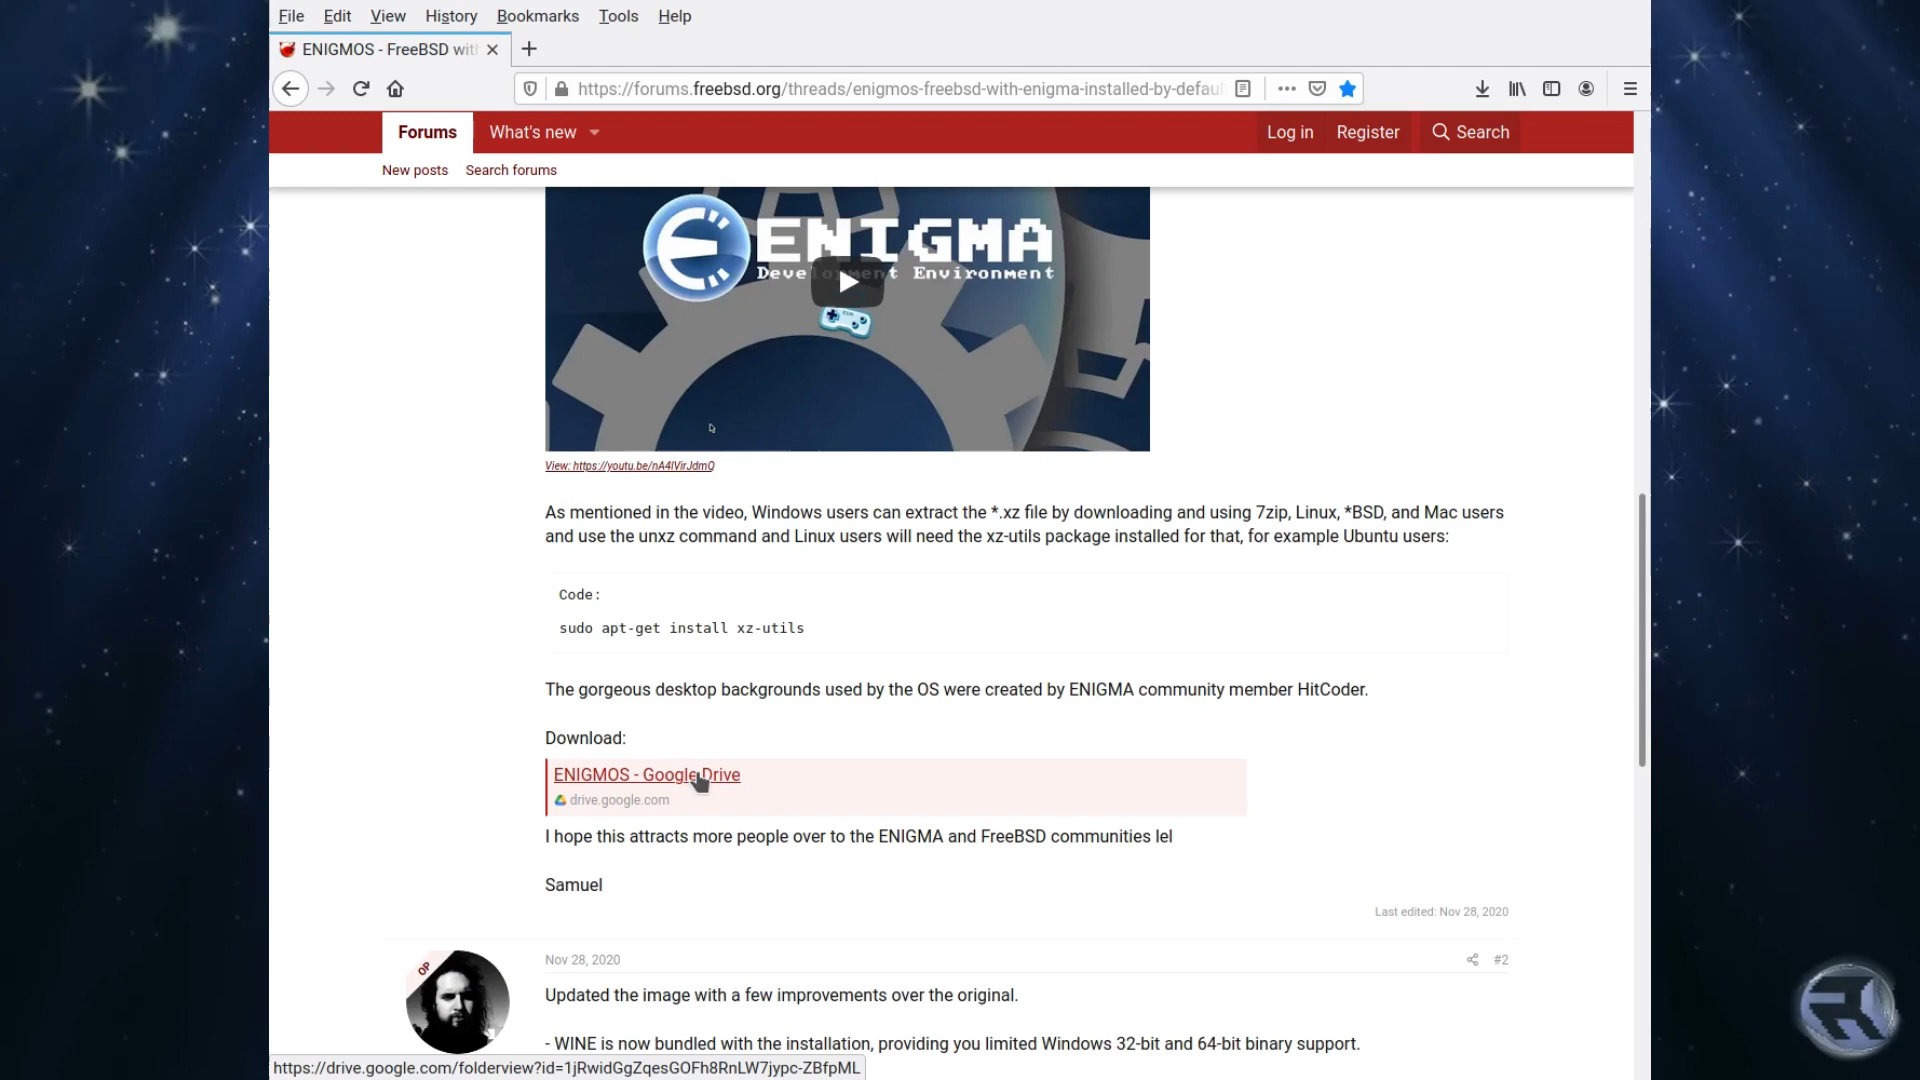 File Edit View History Bookmarks Tools Help
ENIGMOS - FreeBSD with
https://forums.freebsd.org/threads/enigmos-freebsd-with-enigma-installed-by-defau
Forums What's new Log in Register Search
New posts Search forums
ENIGMA
Development Environment
View: https://youtu.be/nA4IVirJdmQ
As mentioned in the video, Windows users can extract the *.xz file by downloading and using 7zip, Linux, *BSD, and Mac users
and use the unxz command and Linux users will need the xz-utils package installed for that, for example Ubuntu users:
Code:
sudo apt-get install xz-utils
The gorgeous desktop backgrounds used by the OS were created by ENIGMA community member HitCoder.
Download:
ENIGMOS - Google Drive
drive.google.com
I hope this attracts more people over to the ENIGMA and FreeBSD communities lel
Samuel
Last edited: Nov 28, 2020
OP
Nov 28, 2020 #2
Updated the image with a few improvements over the original.
- WINE is now bundled with the installation, providing you limited Windows 32-bit and 64-bit binary support.
https://drive.google.com/folderview?id=1jRwidGgZqesGOFh8RnLW7jypc-ZBfpML